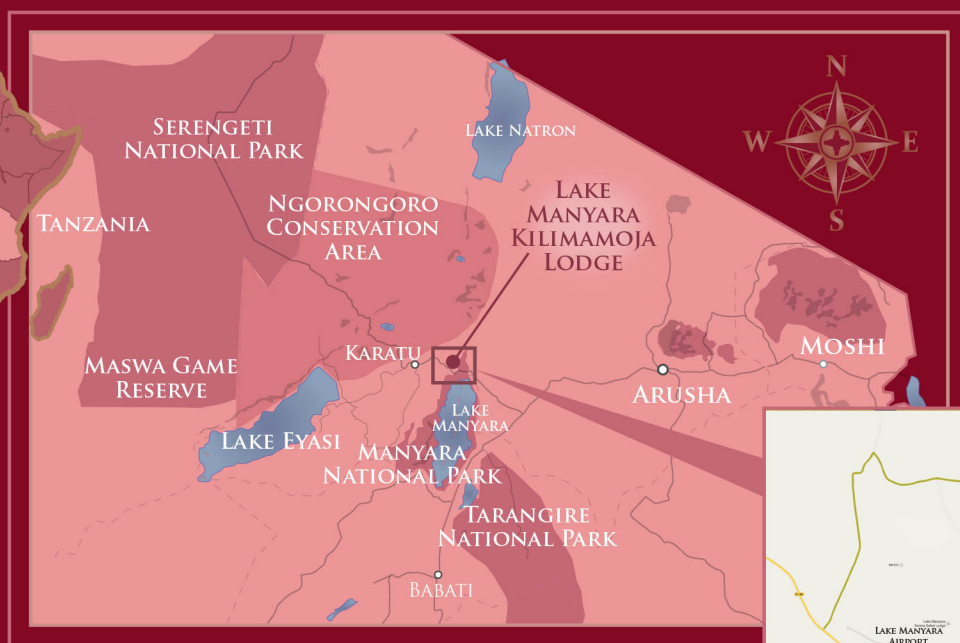 N
W
E
S
SERENGETI
NATIONAL PARK
LAKE NATRON
TANZANIA
NGORONGORO
CONSERVATION
AREA
LAKE
MANYARA
KILIMAMOJA
LODGE
MASWA GAME
RESERVE
KARATU
MOSHI
ARUSHA
LAKE
MANYARA
LAKE EYASI
MANYARA
NATIONAL PARK
TARANGIRE
NATIONAL PARK
BABATI
LAKE MANYARA
AIRPORT